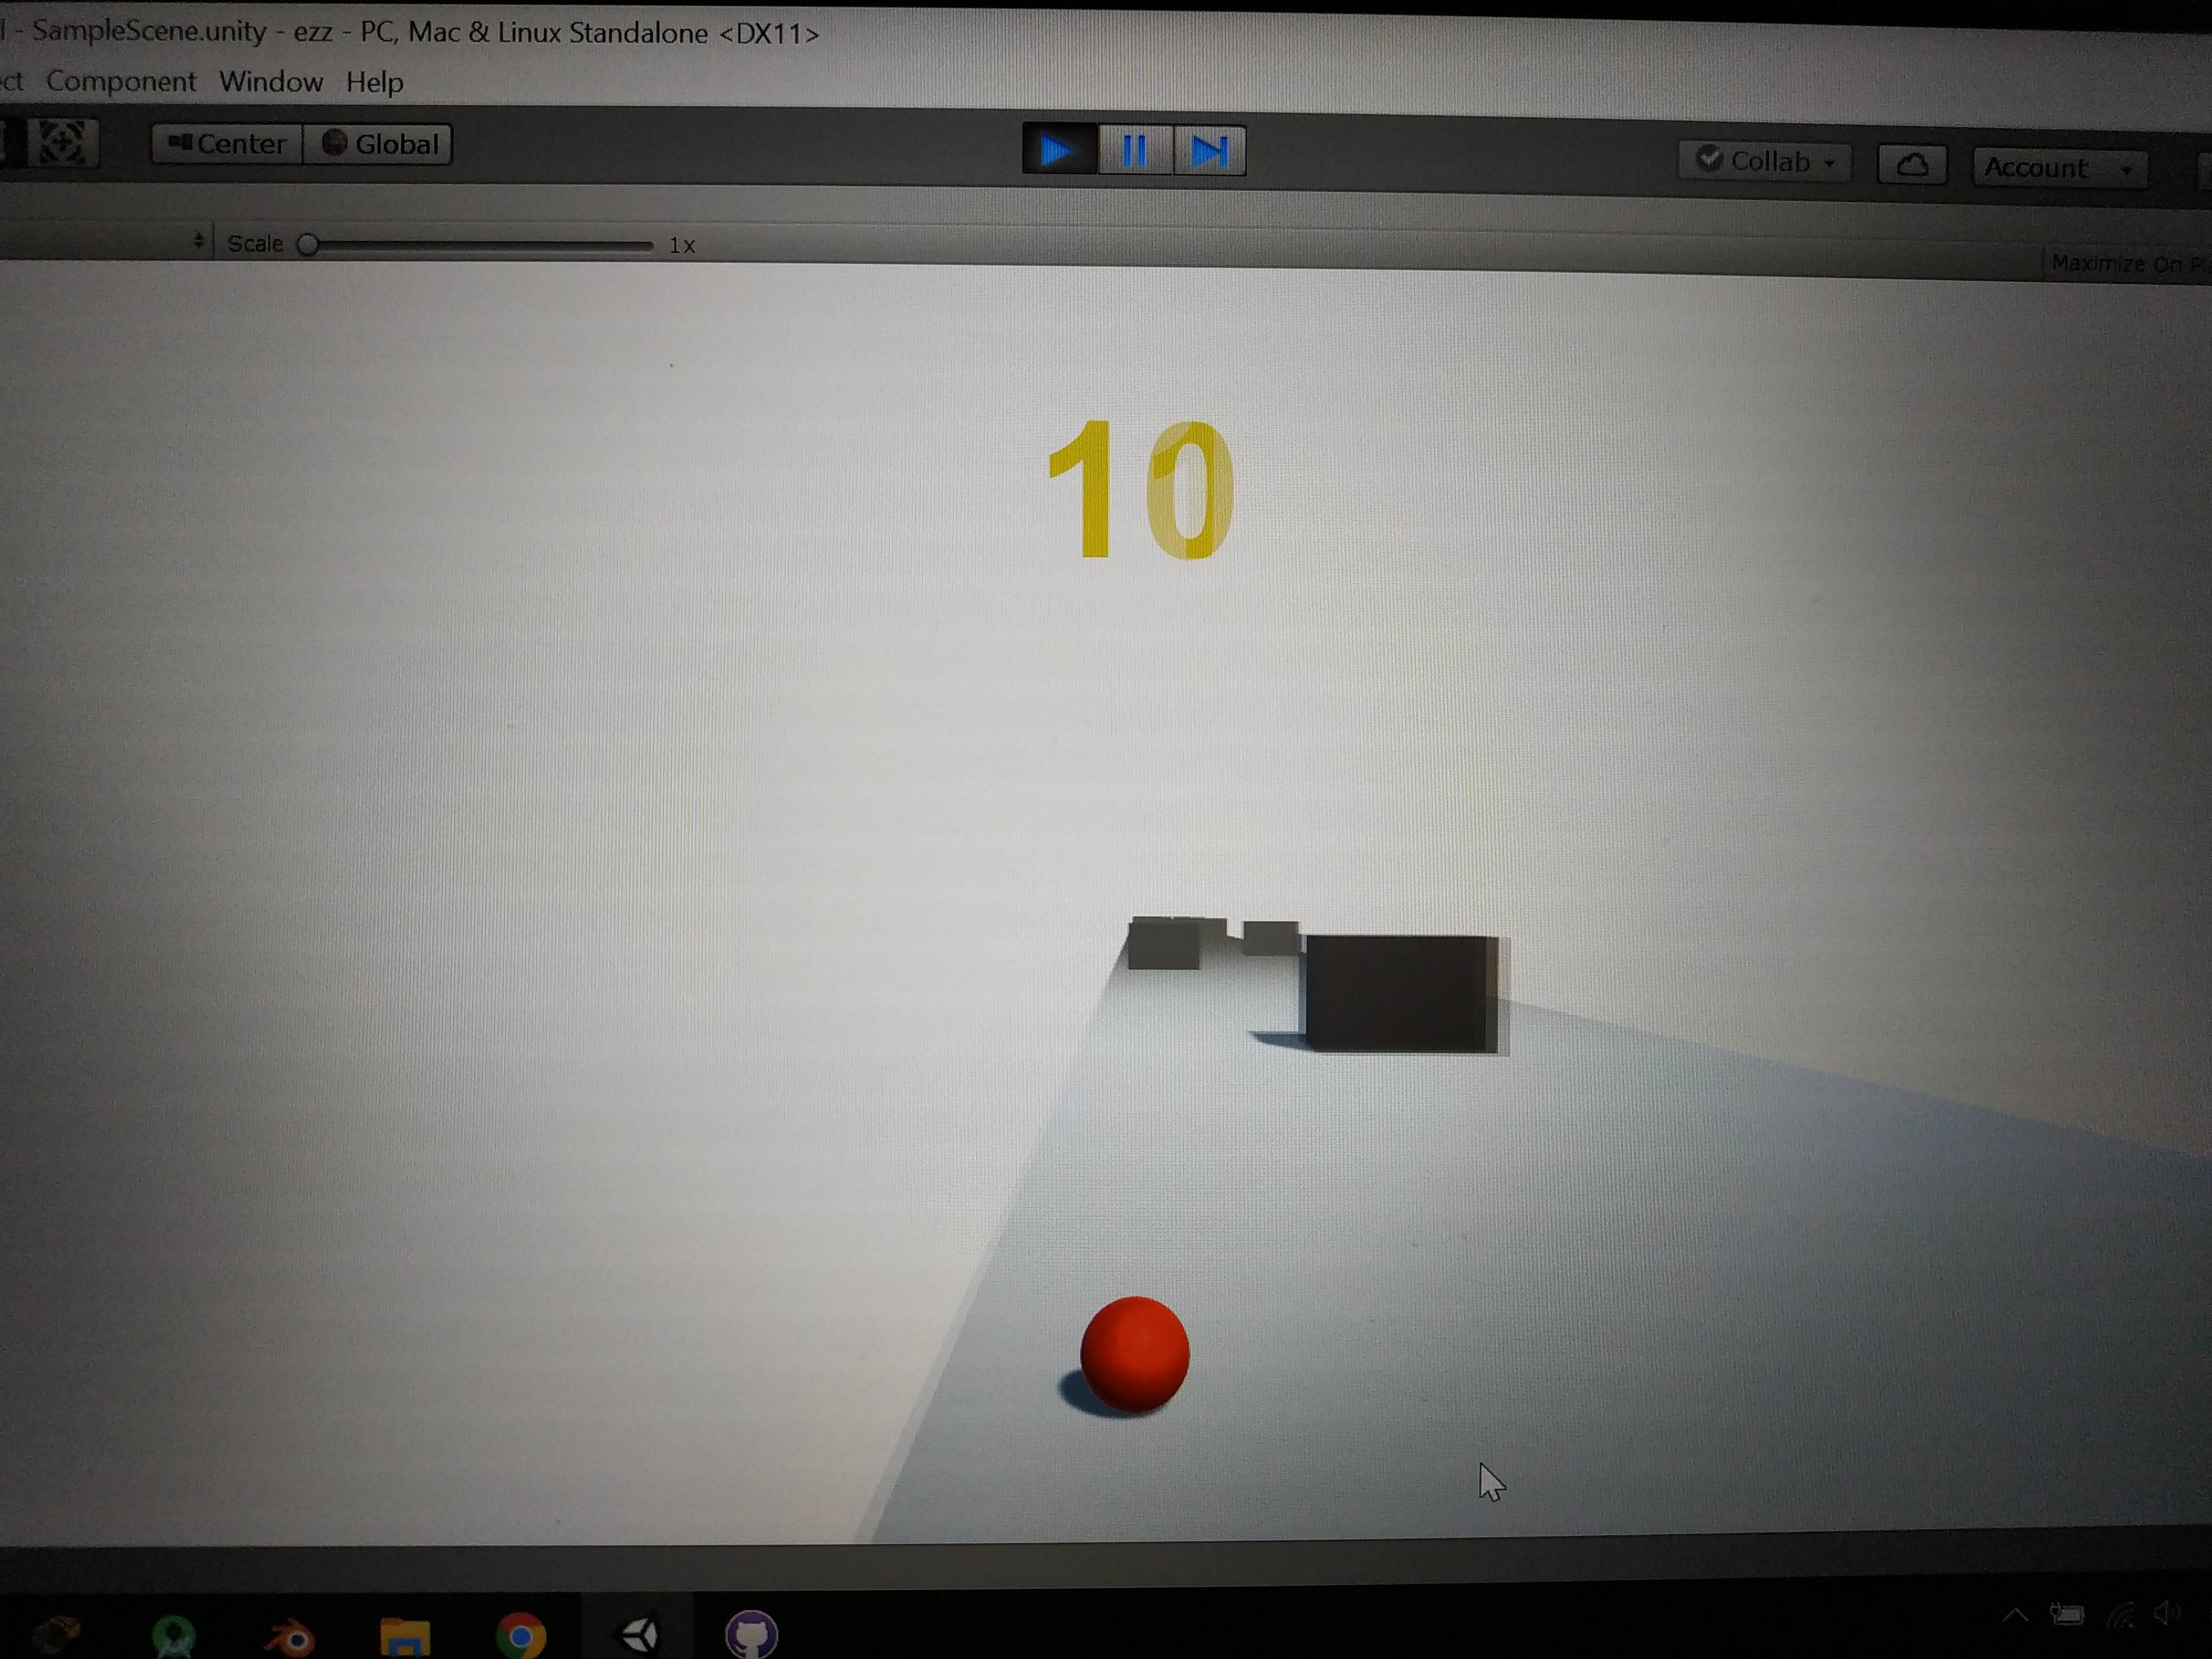 - SampleScene.unity - ezz - PC, Mac & Linux Standalone <DX11>
Component Window Help
Center Global Collab Account
Scale 1x Maximize On
10